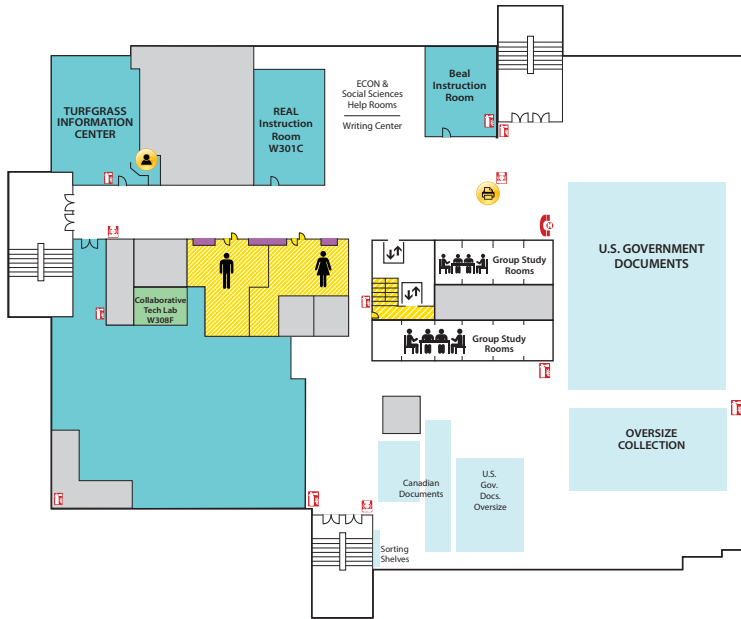 TURFGRASS
INFORMATION
CENTER
REAL
Instruction
Room
W301C
ECON &
Social Sciences
Help Rooms
Writing Center
Beal
Instruction
Room
U.S. GOVERNMENT
DOCUMENTS
Group Study
Rooms
Collaborative
Tech Lab
W308F
Group Study
Rooms
OVERSIZE
COLLECTION
Canadian
Documents
U.S.
Gov.
Docs.
Oversize
Sorting
Shelves